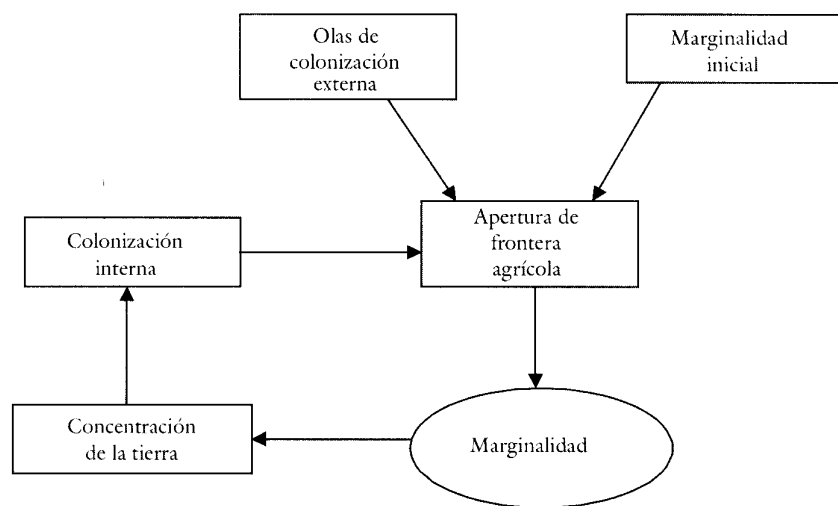 Olas de
colonización
externa
Marginalidad
inicial
Apertura de
frontera
agrícola
Colonización
interna
Concentración
de la tierra
Marginalidad